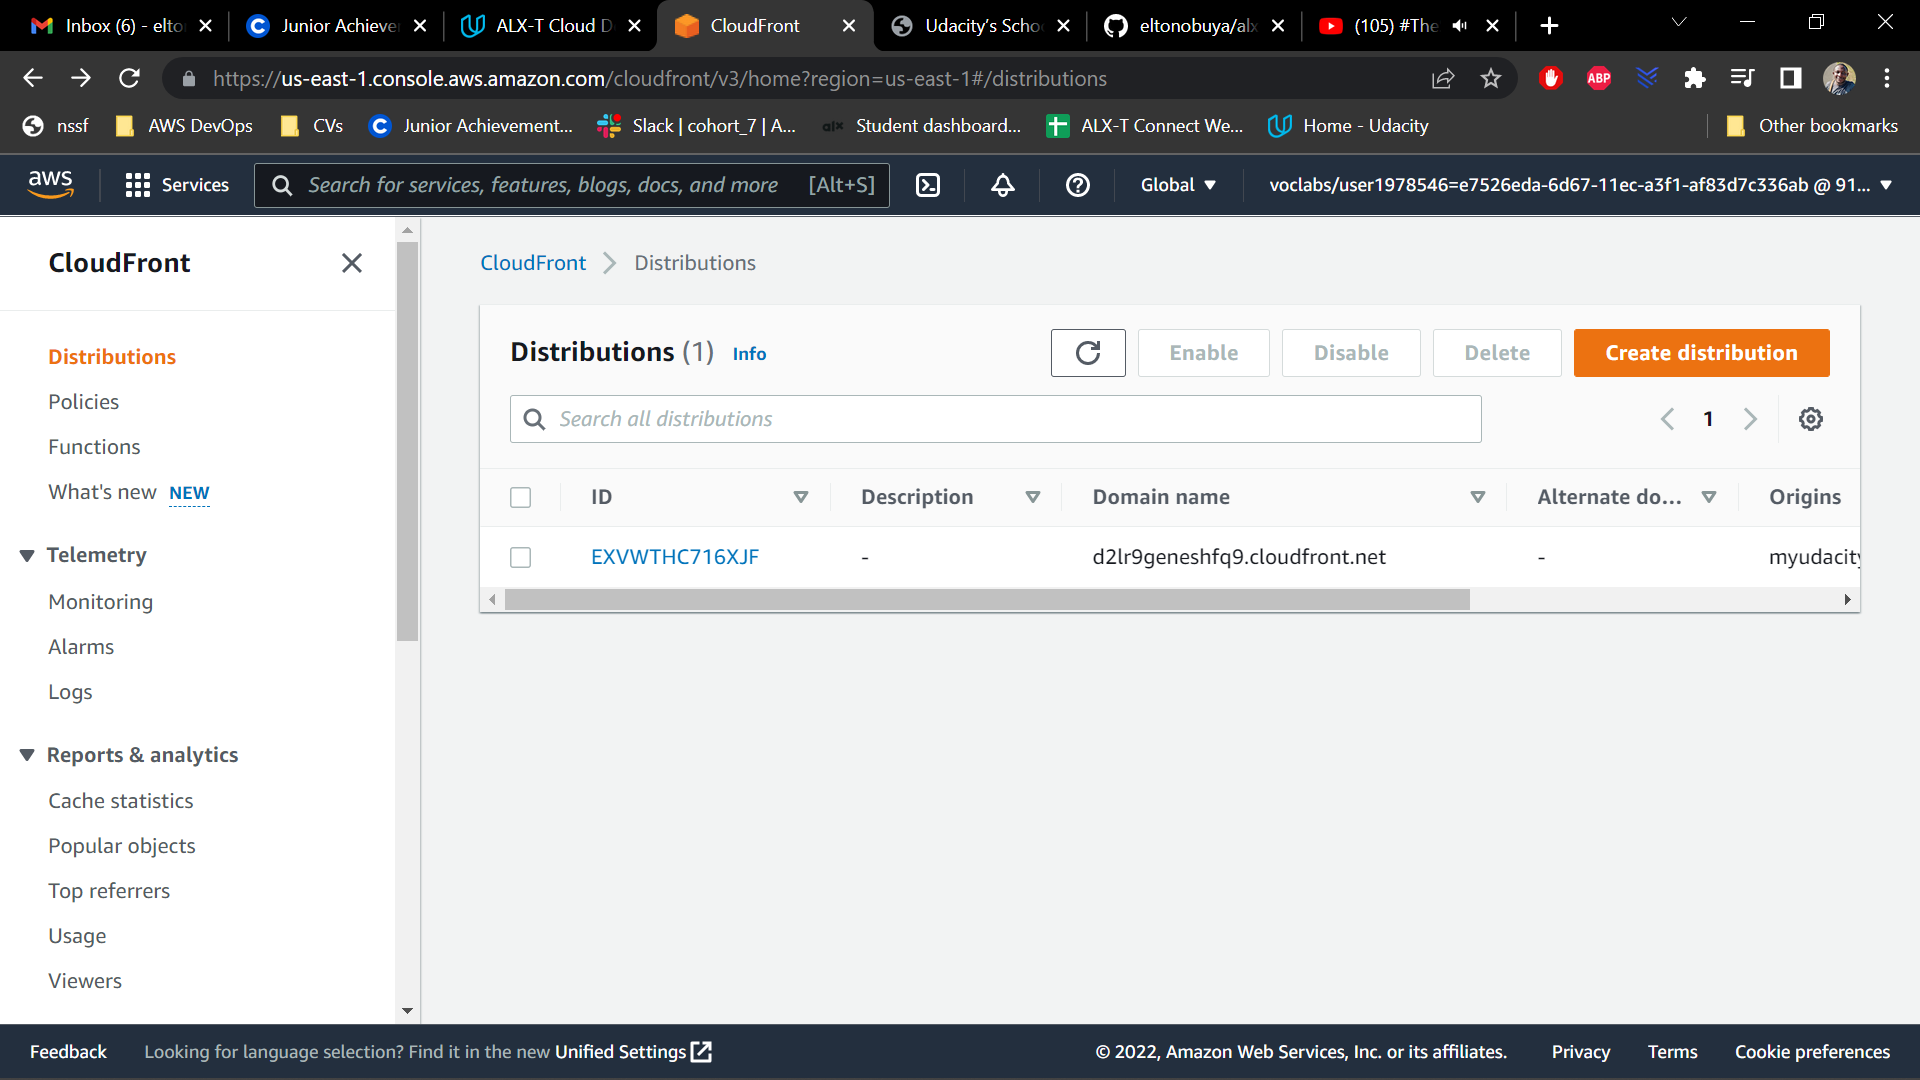 Inbox (6) - elto
Junior Achieve
ALX-T Cloud D
CloudFront
Udacity’s Scho
eltonobuya/alx
(105) #The
https://us-east-1.console.aws.amazon.com/cloudfront/v3/home?region=us-east-1#/distributions
ABP
nssf
AWS DevOps
CVs
Junior Achievement...
Slack | cohort_7 | A...
alx
Student dashboard...
ALX-T Connect We...
Home - Udacity
Other bookmarks
aws
Services
Search for services, features, blogs, docs, and more
[Alt+S]
Global
voclabs/user1978546=e7526eda-6d67-11ec-a3f1-af83d7c336ab @ 91...
CloudFront
Distributions
Policies
Functions
What's new NEW
Telemetry
Monitoring
Alarms
Logs
Reports & analytics
Cache statistics
Popular objects
Top referrers
Usage
Viewers
CloudFront
Distributions
Distributions (1) Info
Enable
Disable
Delete
Create distribution
Search all distributions
1
ID
Description
Domain name
Alternate do...
Origins
EXVWTHC716XJF
-
d2lr9geneshfq9.cloudfront.net
-
myudacity
Feedback
Looking for language selection? Find it in the new Unified Settings
© 2022, Amazon Web Services, Inc. or its affiliates.
Privacy
Terms
Cookie preferences